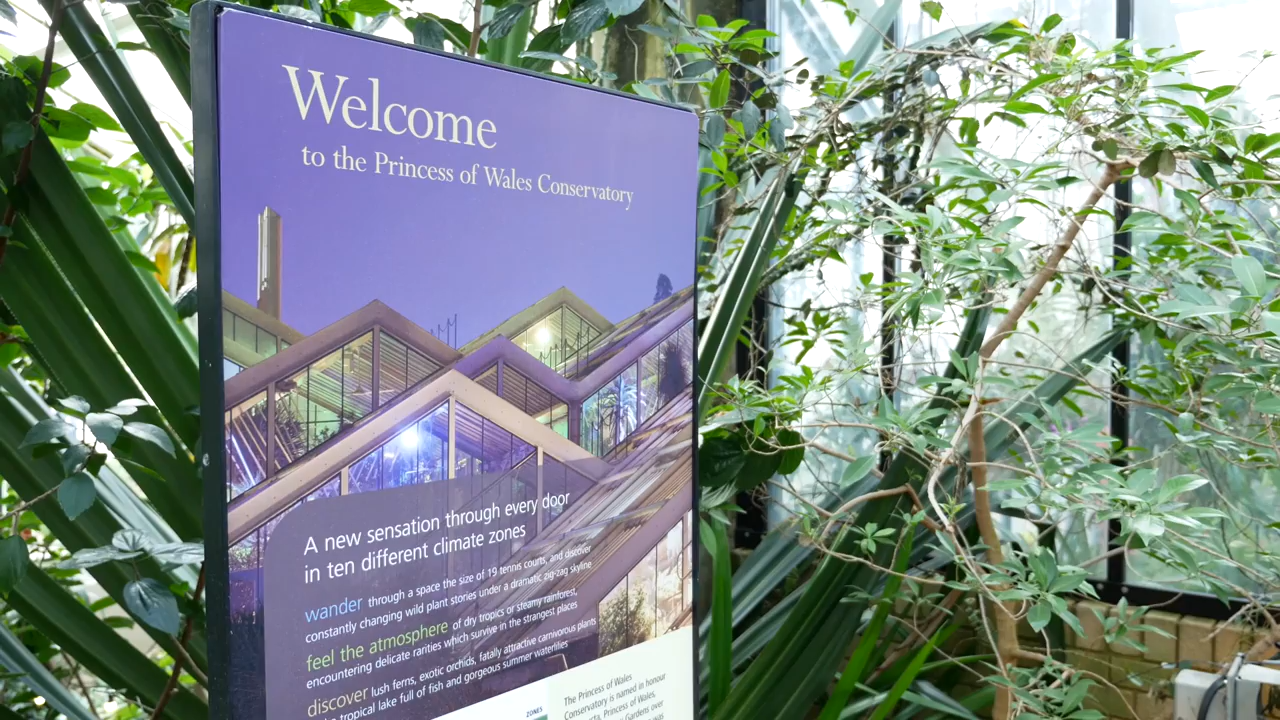 Welcome
to the Princess of Wales Conservatory
A new sensation through every door
in ten different climate zones
wander through a space the size of 19 tennis courts, and discover
constantly changing wild plant stories under a dramatic zig-zag skyline
feel the atmosphere of dry tropics or steamy rainforests,
encountering delicate rarities which survive in the strangest places
discover lush ferns, exotic orchids, fatally attractive carnivorous plants
tropical lake full of fish and gorgeous summer waterlilies
ZONES
The Princess of Wales
Conservatory is named in honour
Princess of Wales,
Gardens over